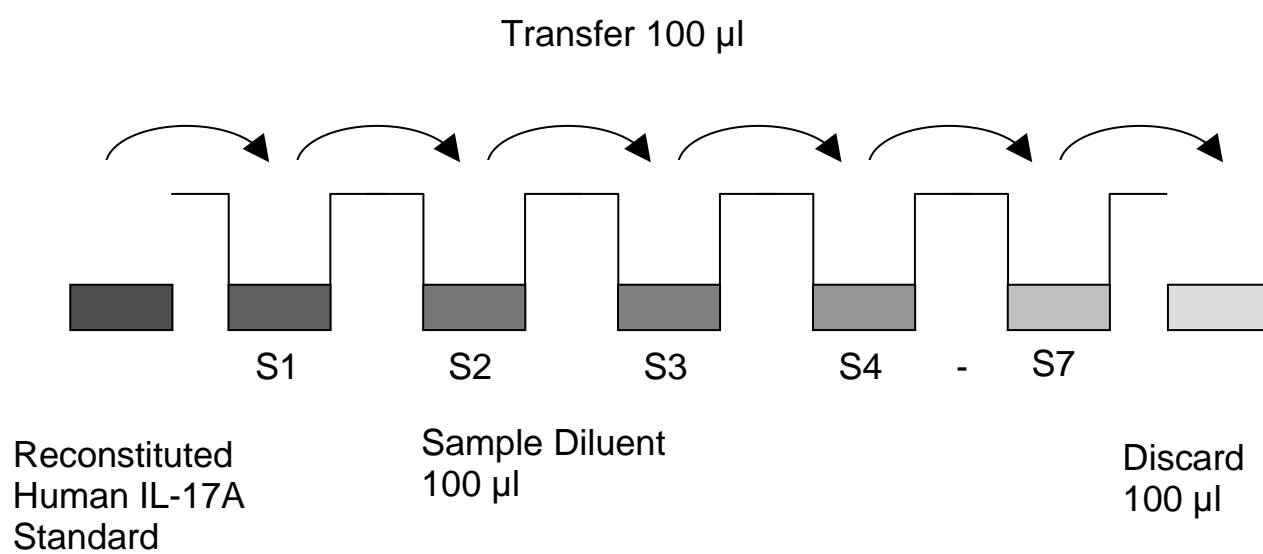 Transfer 100 µl
S1 S2 S3 S4 - S7
Reconstituted
Human IL-17A
Standard
Sample Diluent
100 µl
Discard
100 µl